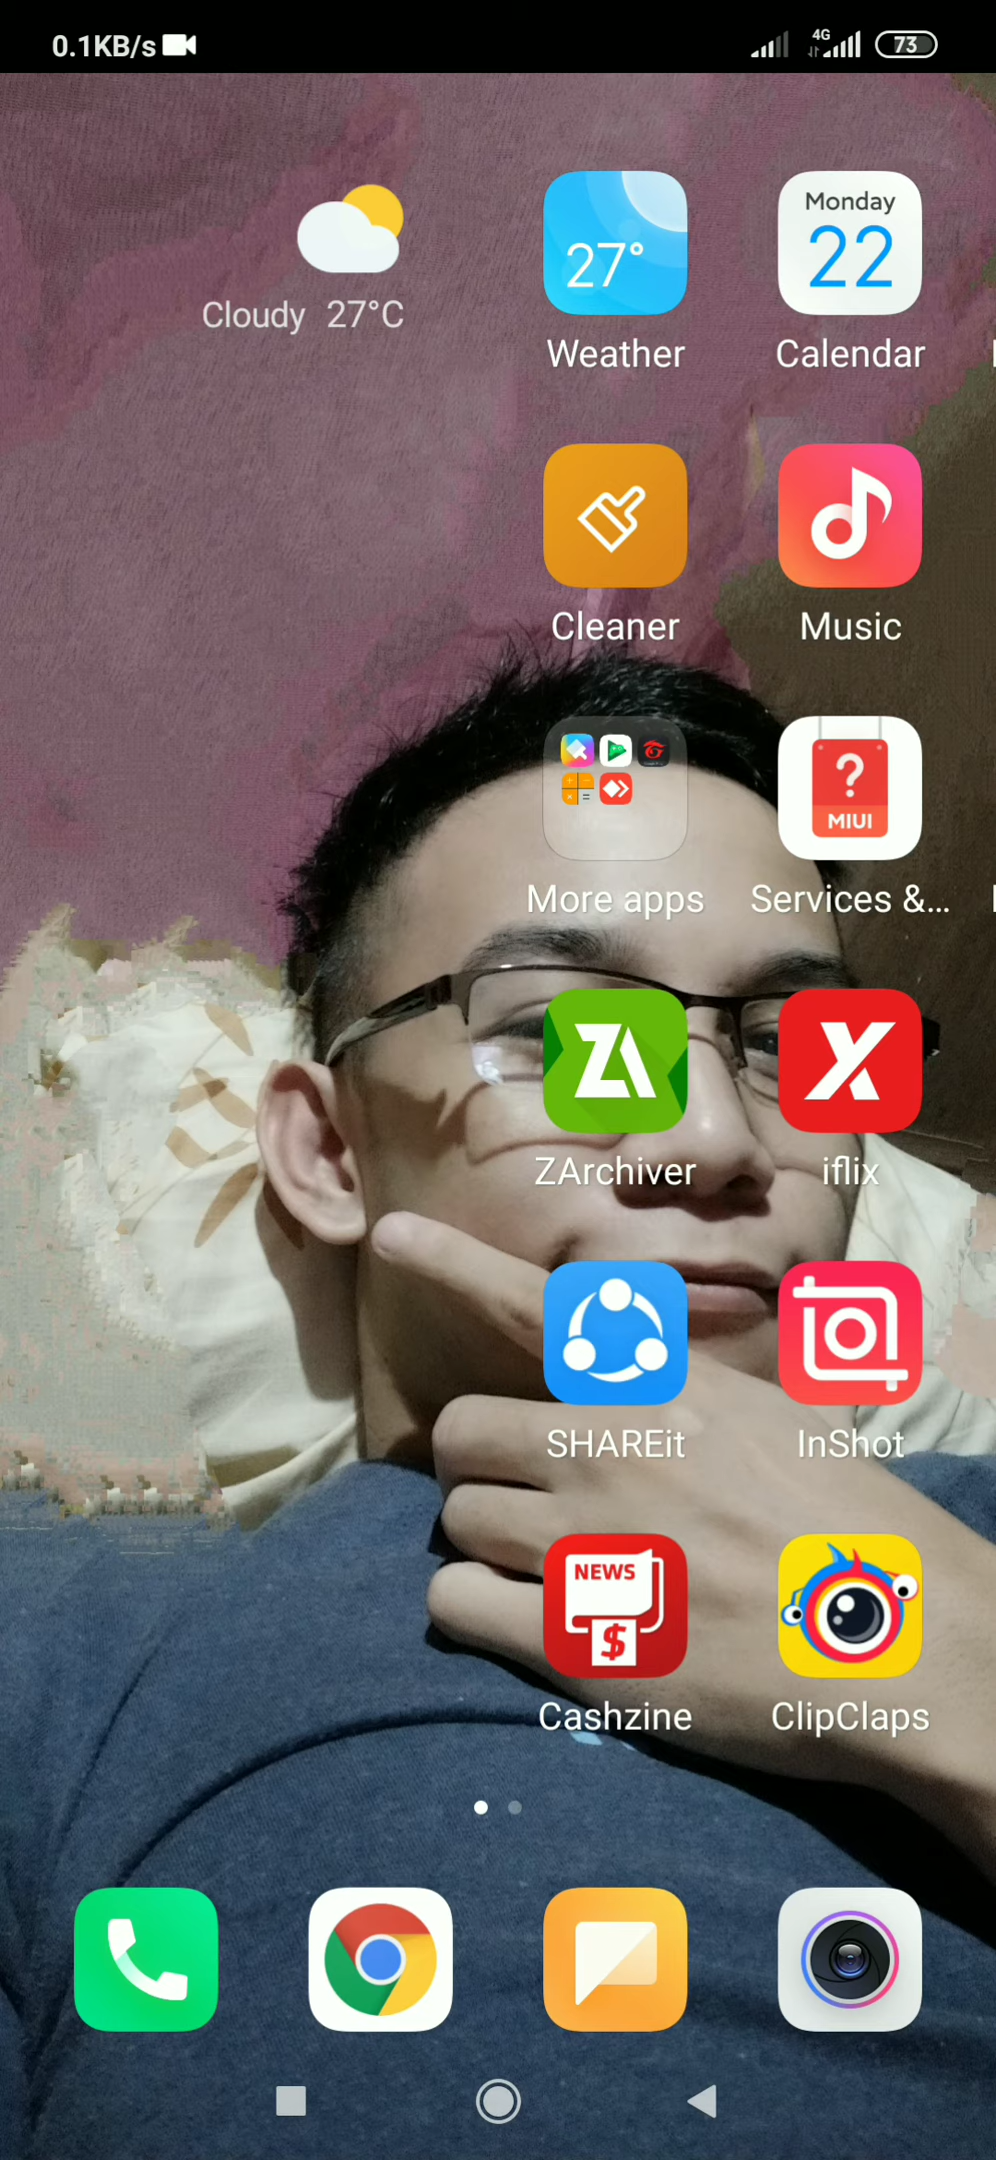 0.1KB/s
4G
73
Cloudy 27°C
27°
Weather
Monday
22
Calendar
Cleaner
Music
More apps
?
MIUI
Services &...
ZA
ZArchiver
iflix
SHAREit
InShot
NEWS
$
Cashzine
ClipClaps